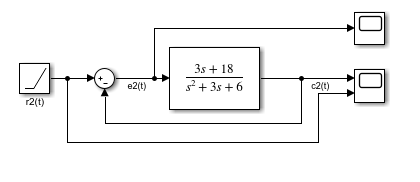 3s + 18
s² + 3s + 6
+
−
e2(t)
c2(t)
r2(t)